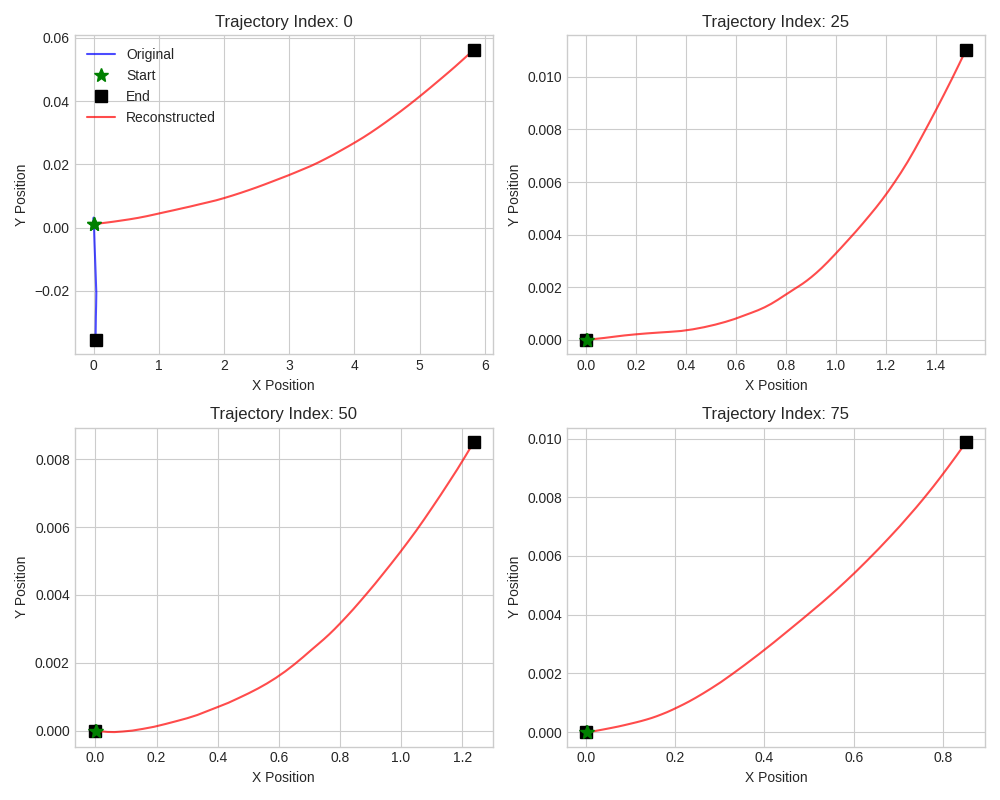 Trajectory Index: 0
0.06
0.04
0.02
0.00
−0.02
Y Position
Original
Start
End
Reconstructed
0 1 2 3 4 5 6
X Position
Trajectory Index: 25
0.010
0.008
0.006
0.004
0.002
0.000
Y Position
0.0 0.2 0.4 0.6 0.8 1.0 1.2 1.4
X Position
Trajectory Index: 50
0.008
0.006
0.004
0.002
0.000
Y Position
0.0 0.2 0.4 0.6 0.8 1.0 1.2
X Position
Trajectory Index: 75
0.010
0.008
0.006
0.004
0.002
0.000
Y Position
0.0 0.2 0.4 0.6 0.8
X Position